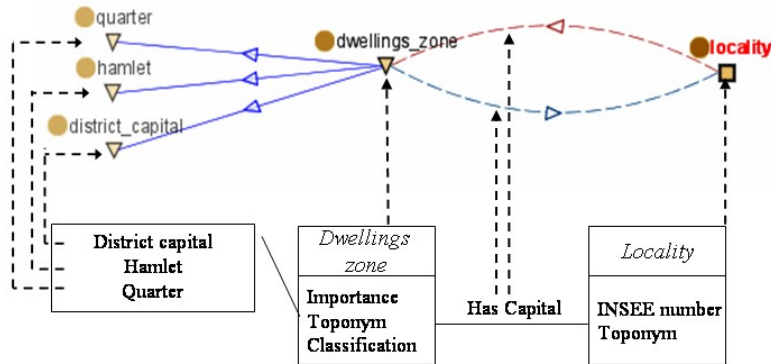 quarter
dwellings_zone
locality
hamlet
district_capital
District capital
Hamlet
Quarter
Dwellings
zone
Importance
Toponym
Classification
Has Capital
Locality
INSEE number
Toponym